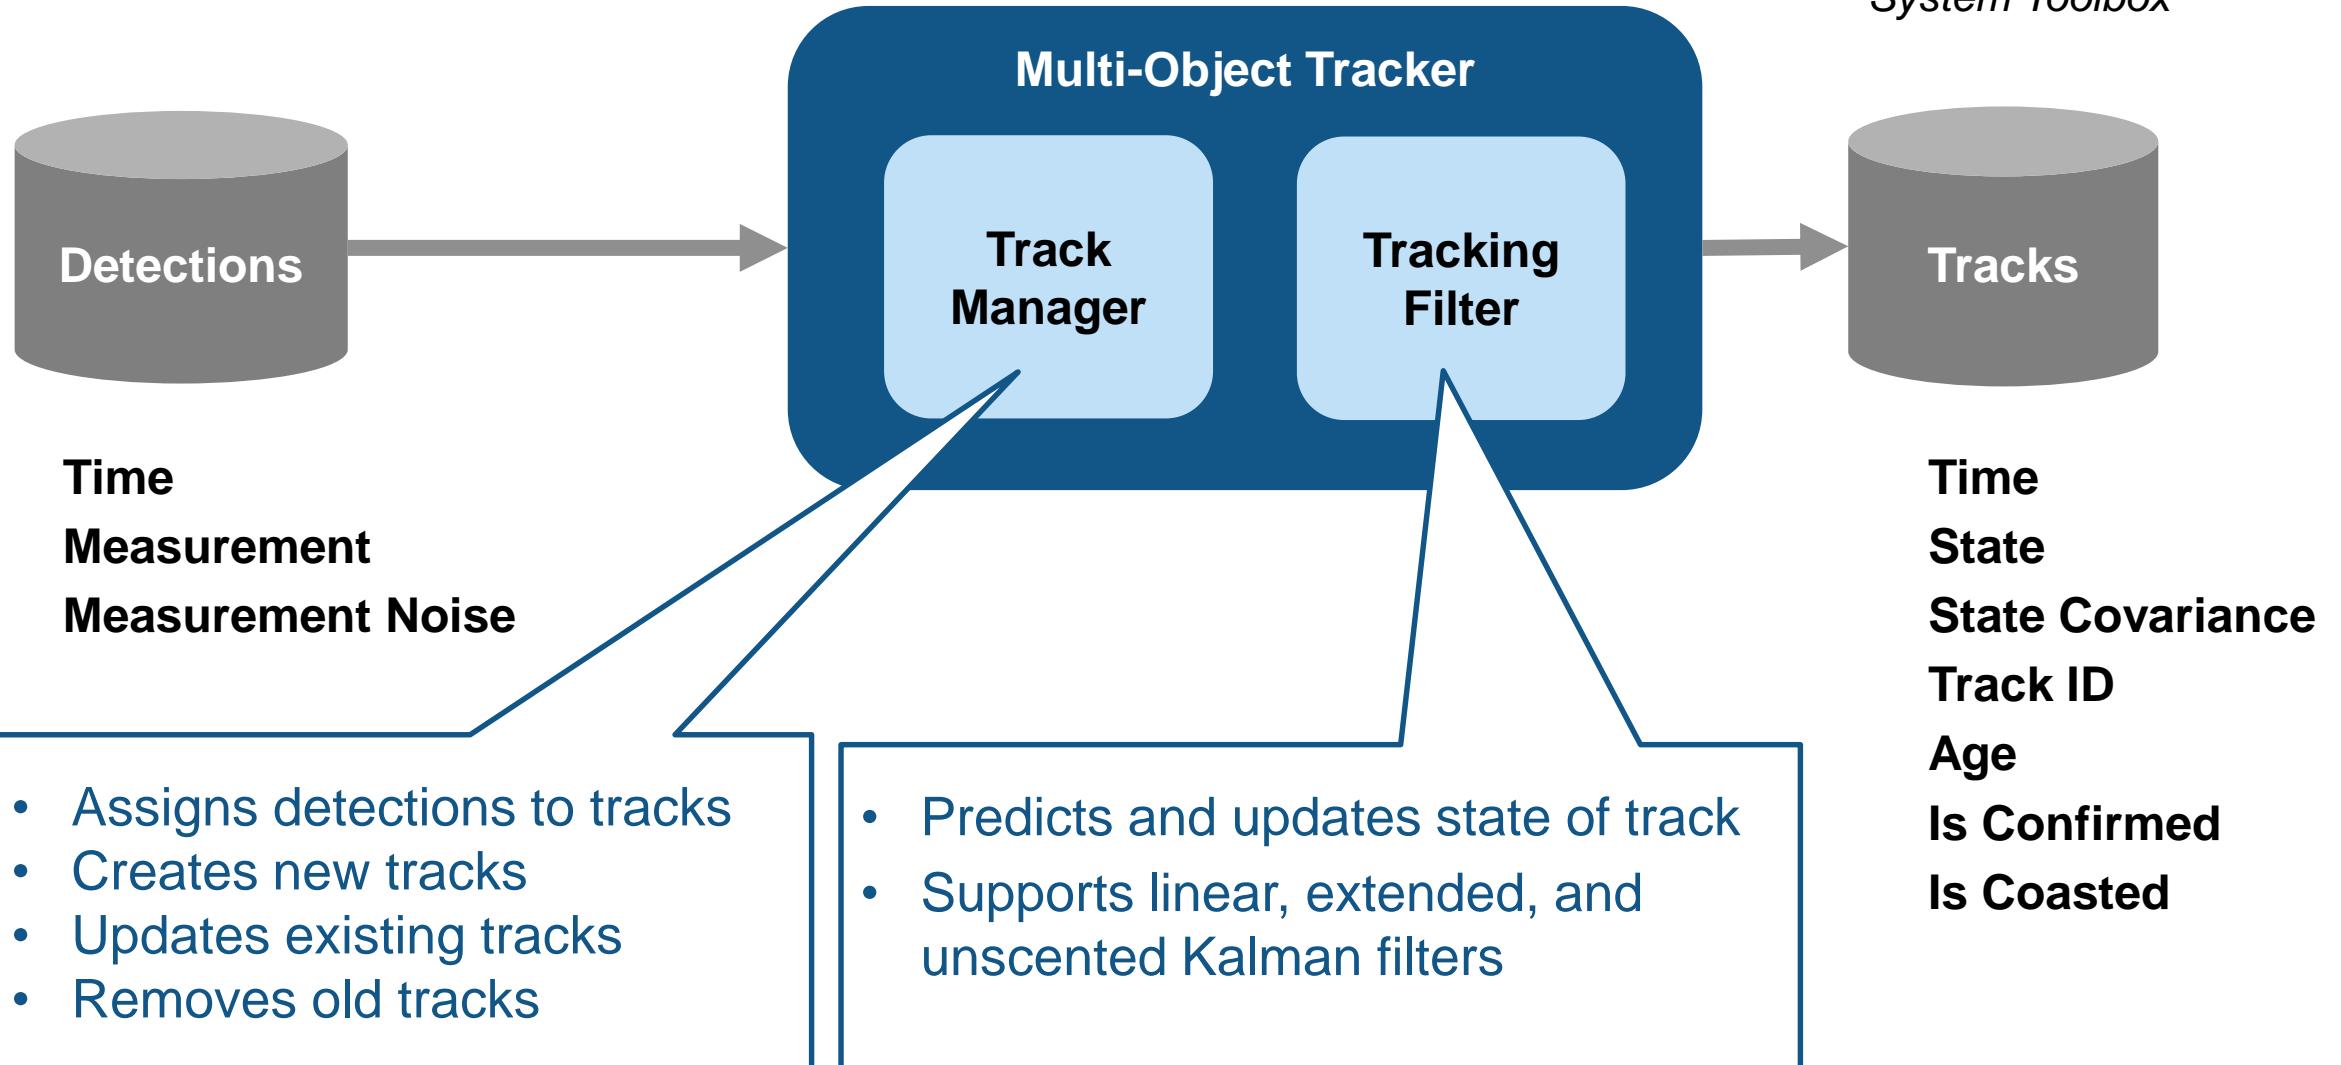 System Toolbox
Multi-Object Tracker
Detections
Track
Manager
Tracking
Filter
Tracks
Time
Measurement
Measurement Noise
Time
State
State Covariance
Track ID
Age
Is Confirmed
Is Coasted
• Assigns detections to tracks
• Creates new tracks
• Updates existing tracks
• Removes old tracks
• Predicts and updates state of track
• Supports linear, extended, and
unscented Kalman filters